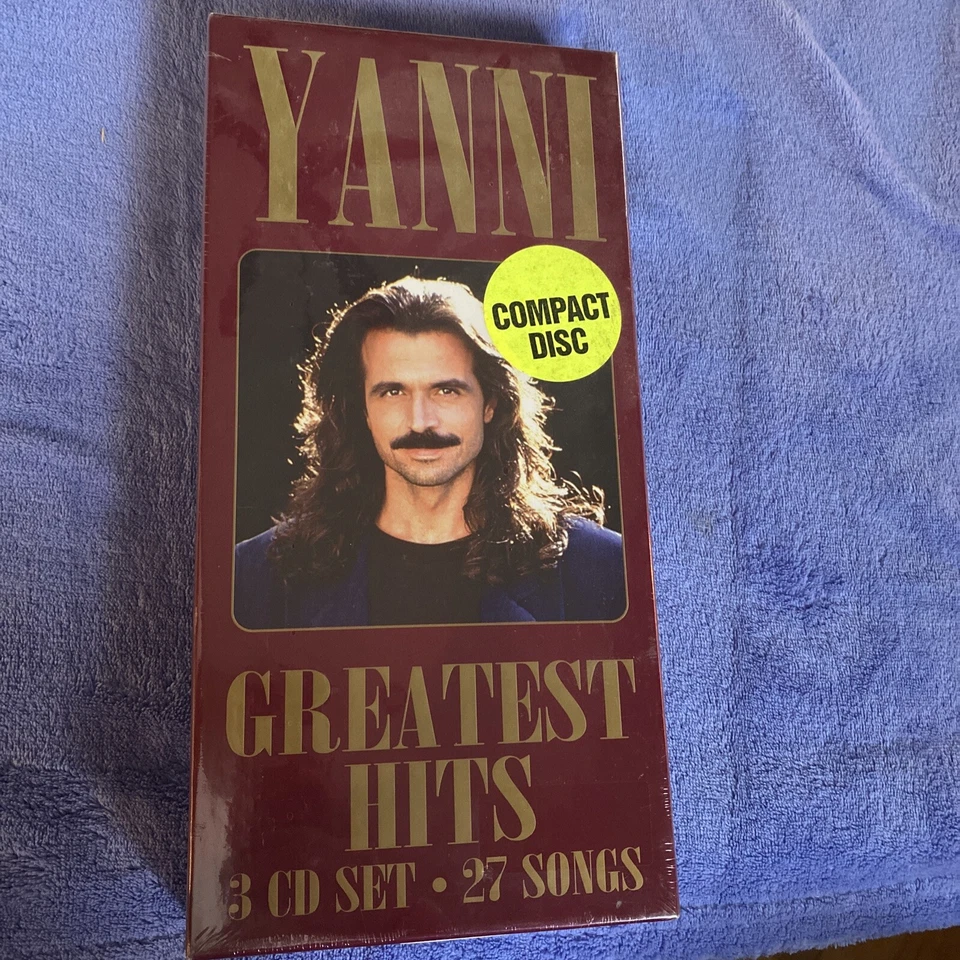 YANNI
COMPACT
DISC
GREATEST
HITS
3 CD SET • 27 SONGS